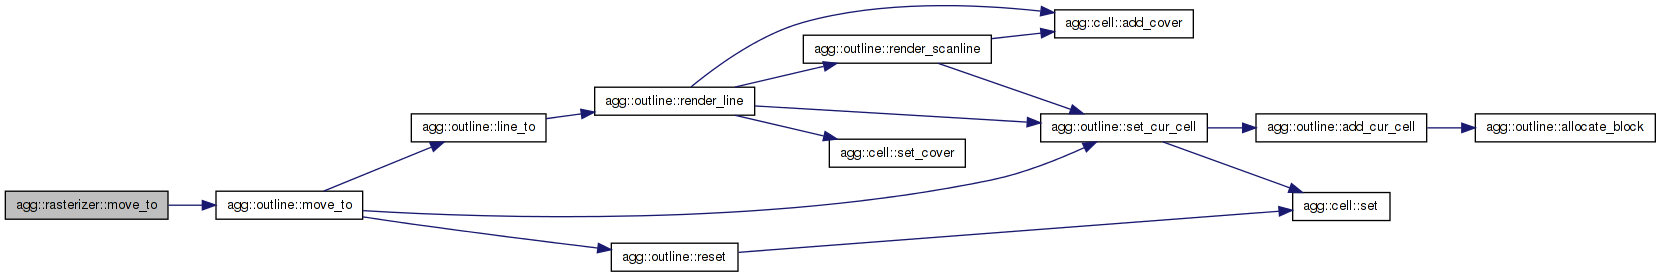 agg::rasterizer::move_to
agg::outline::move_to
agg::outline::line_to
agg::outline::reset
agg::outline::render_line
agg::outline::render_scanline
agg::cell::set_cover
agg::cell::add_cover
agg::outline::set_cur_cell
agg::outline::add_cur_cell
agg::cell::set
agg::outline::allocate_block